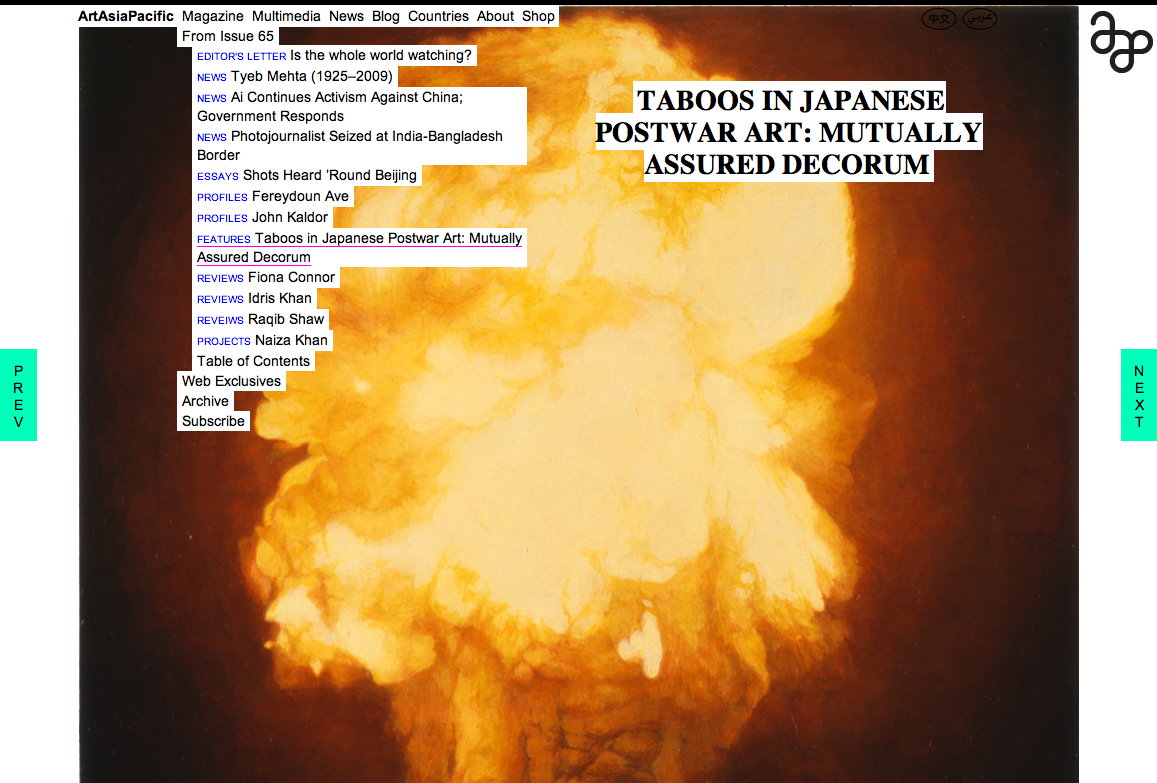 ArtAsiaPacific Magazine Multimedia News Blog Countries About Shop
中文 عربي
From Issue 65
EDITOR'S LETTER Is the whole world watching?
NEWS Tyeb Mehta (1925–2009)
NEWS Ai Continues Activism Against China;
Government Responds
NEWS Photojournalist Seized at India-Bangladesh
Border
ESSAYS Shots Heard ’Round Beijing
PROFILES Fereydoun Ave
PROFILES John Kaldor
FEATURES Taboos in Japanese Postwar Art: Mutually
Assured Decorum
REVIEWS Fiona Connor
REVIEWS Idris Khan
REVEIWS Raqib Shaw
PROJECTS Naiza Khan
Table of Contents
Web Exclusives
Archive
Subscribe
TABOOS IN JAPANESE
POSTWAR ART: MUTUALLY
ASSURED DECORUM
PREV
NEXT